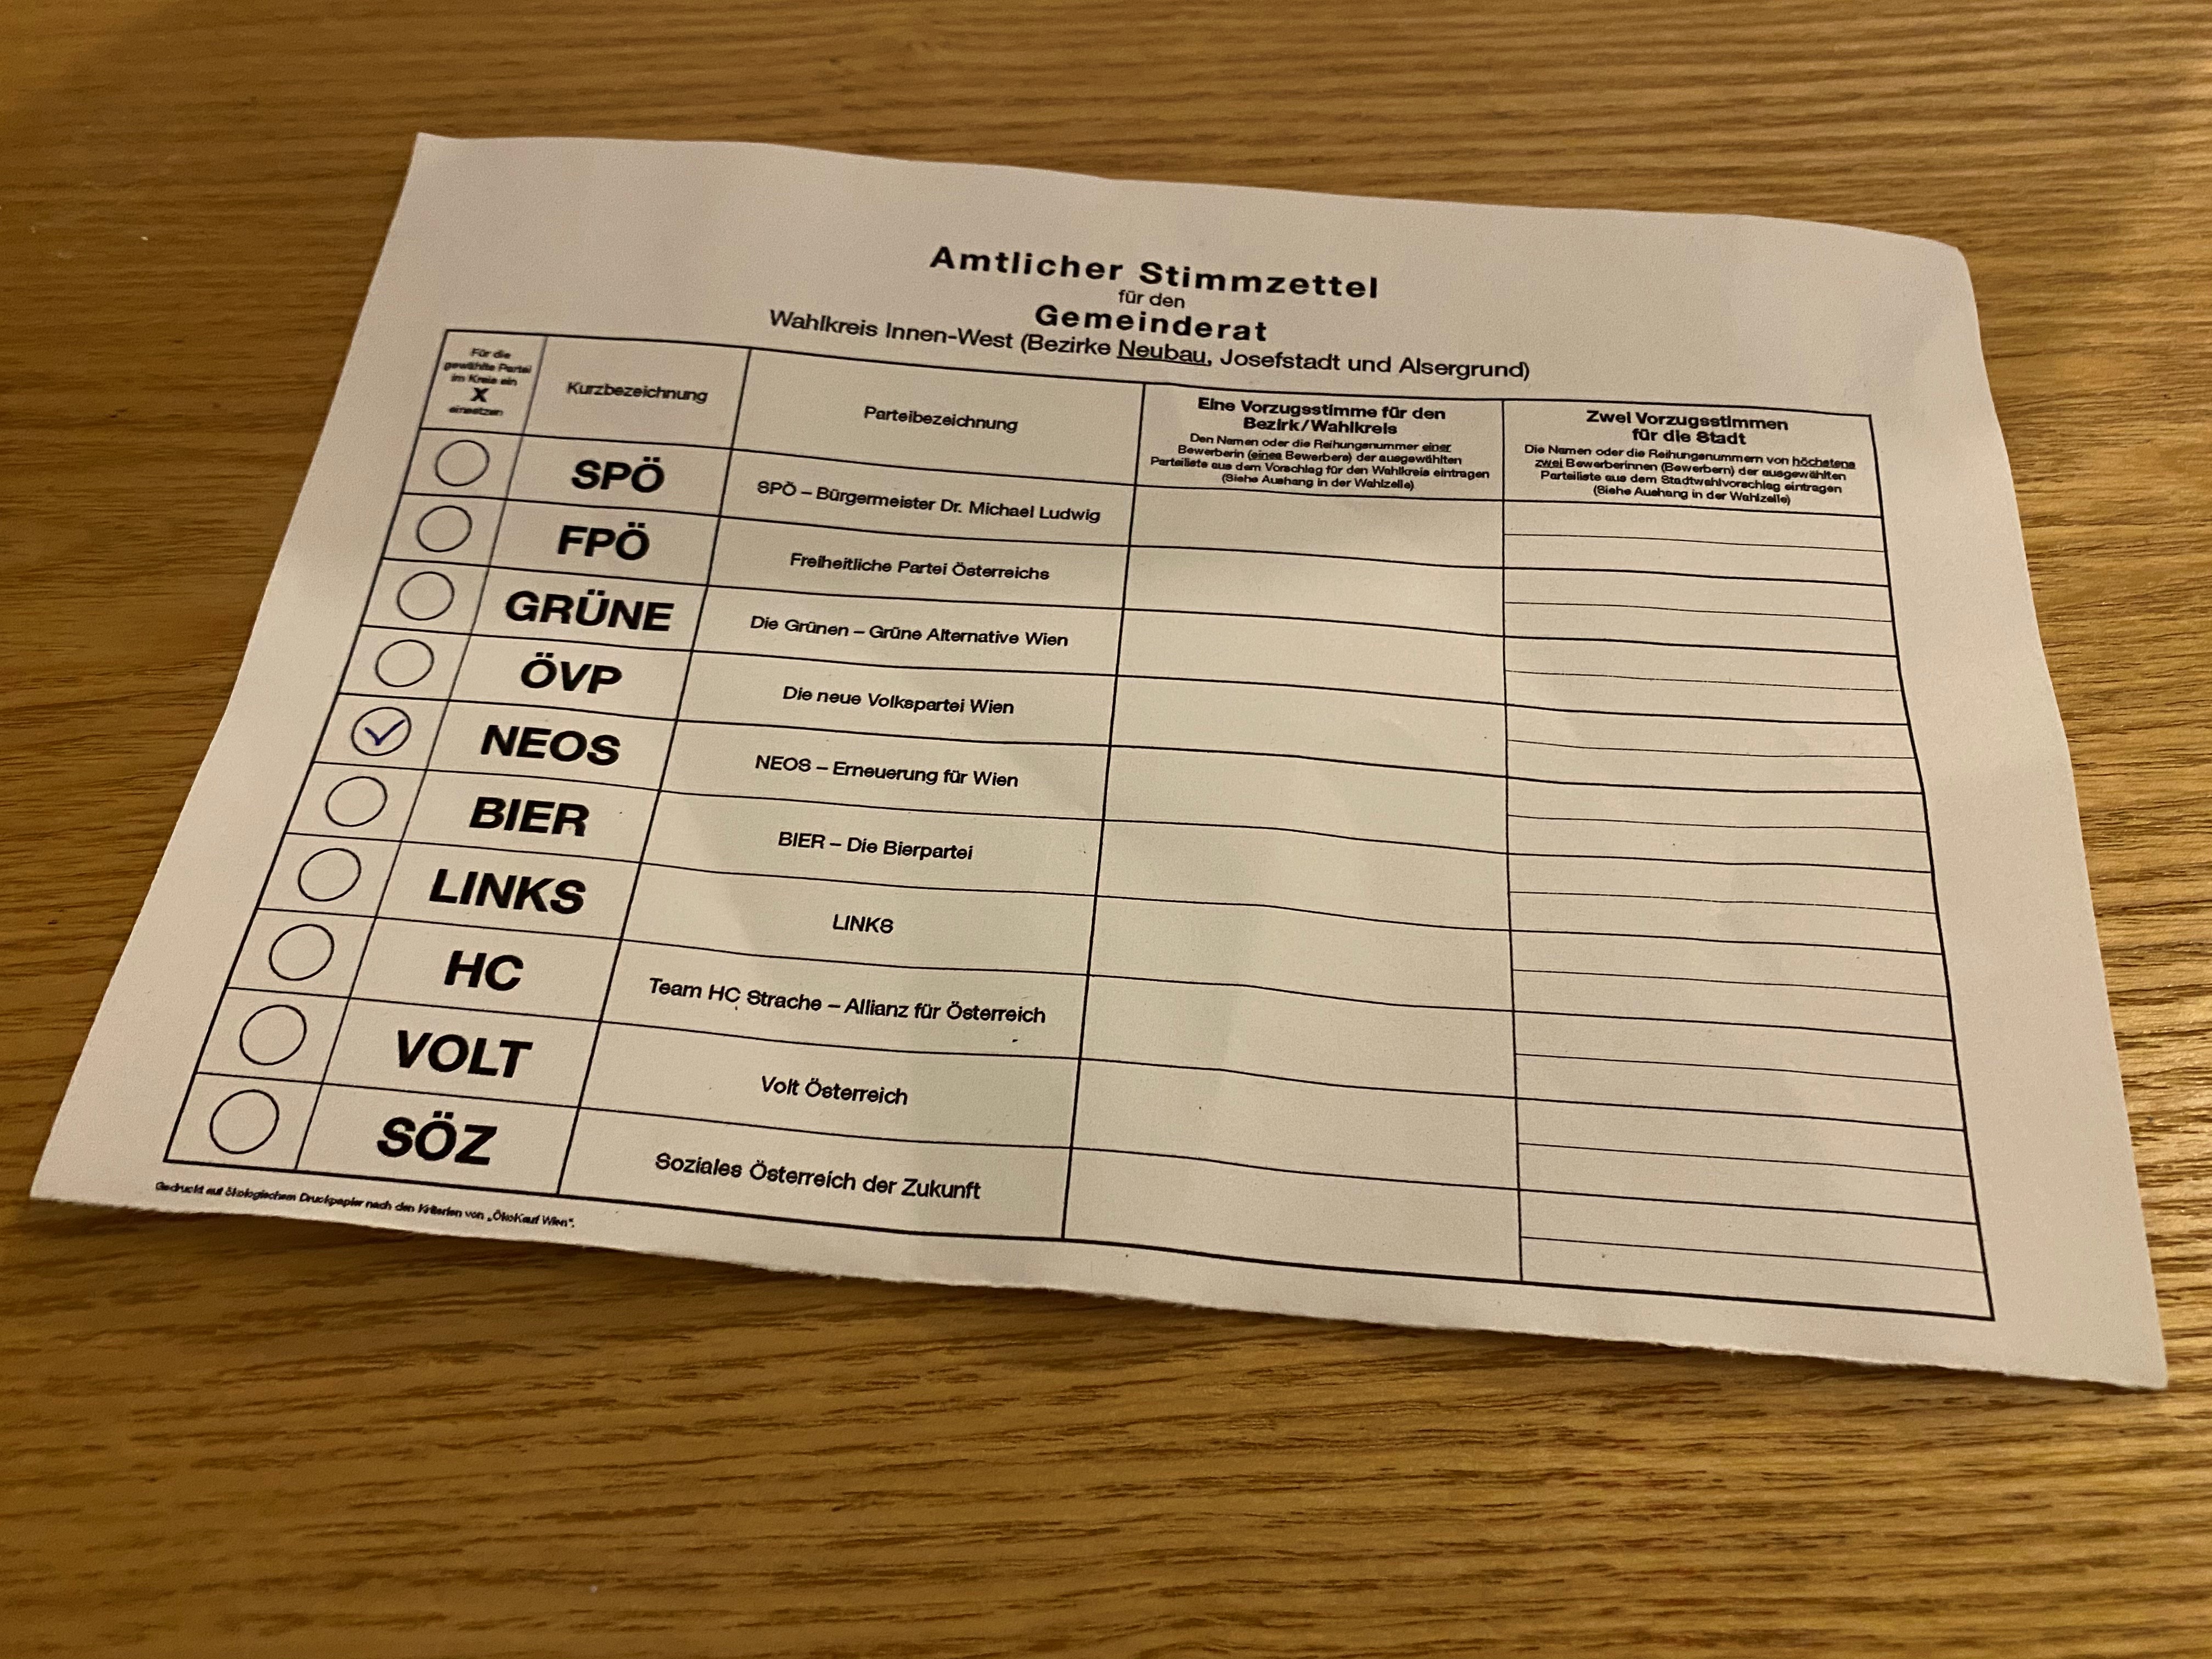 Amtlicher Stimmzettel
für den
Gemeinderat
Wahlkreis Innen-West (Bezirke Neubau, Josefstadt und Alsergrund)
Für die
gewählte Partei
im Kreis ein
X
einsetzen
Kurzbezeichnung
Parteibezeichnung
Eine Vorzugsstimme für den
Bezirk/Wahlkreis
Den Namen oder die Reihungsnummer einer
Bewerberin (eines Bewerbers) der ausgewählten
Parteiliste aus dem Vorschlag für den Wahlkreis eintragen
(Siehe Aushang in der Wahlzelle)
Zwei Vorzugsstimmen
für die Stadt
Die Namen oder die Reihungsnummern von höchstens
zwei Bewerberinnen (Bewerbern) der ausgewählten
Parteiliste aus dem Stadtwahlvorschlag eintragen
(Siehe Aushang in der Wahlzelle)
SPÖ
SPÖ – Bürgermeister Dr. Michael Ludwig
FPÖ
Freiheitliche Partei Österreichs
GRÜNE
Die Grünen – Grüne Alternative Wien
ÖVP
Die neue Volkspartei Wien
NEOS
NEOS – Erneuerung für Wien
BIER
BIER – Die Bierpartei
LINKS
LINKS
HC
Team HC Strache – Allianz für Österreich
VOLT
Volt Österreich
SÖZ
Soziales Österreich der Zukunft
Gedruckt auf ökologischem Druckpapier nach den Kriterien von „ÖkoKauf Wien“.